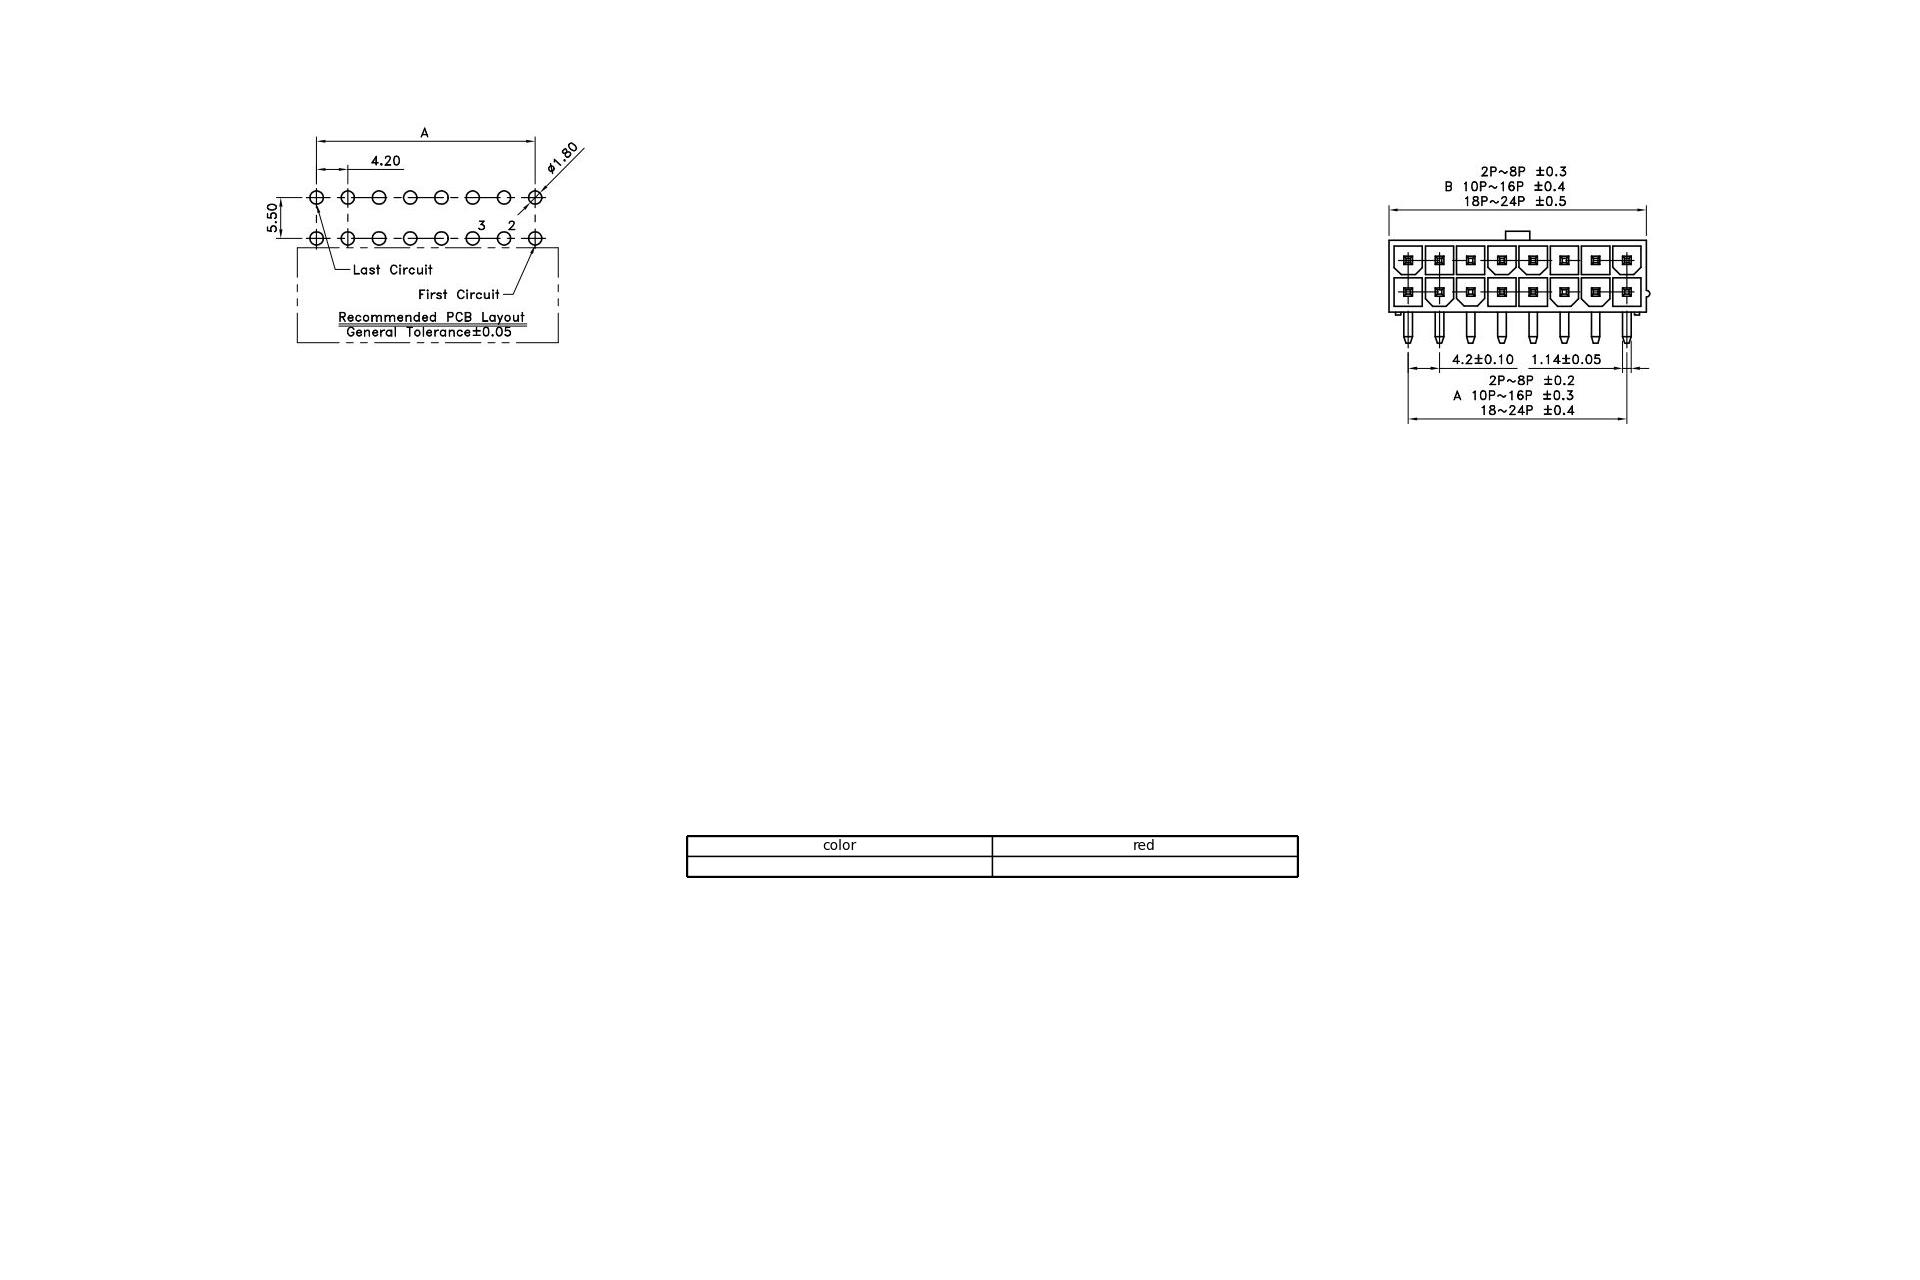 A
4.20
ø1.80
5.50
3 2
Last Circuit
First Circuit
Recommended PCB Layout
General Tolerance±0.05
2P~8P ±0.3
B 10P~16P ±0.4
18P~24P ±0.5
4.2±0.10 1.14±0.05
2P~8P ±0.2
A 10P~16P ±0.3
18~24P ±0.4
color red